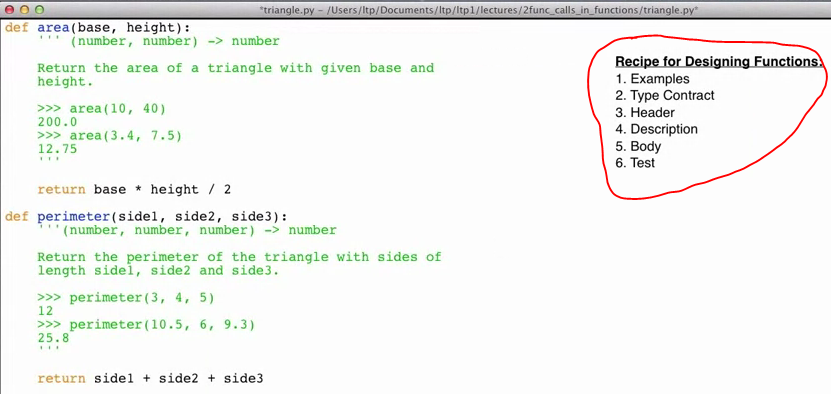 *triangle.py – /Users/ltp/Documents/ltp/ltp1/lectures/2func_calls_in_functions/triangle.py*
def area(base, height):
    ''' (number, number) -> number

    Return the area of a triangle with given base and
    height.

    >>> area(10, 40)
    200.0
    >>> area(3.4, 7.5)
    12.75
    '''

    return base * height / 2

def perimeter(side1, side2, side3):
    '''(number, number, number) -> number

    Return the perimeter of the triangle with sides of
    length side1, side2 and side3.

    >>> perimeter(3, 4, 5)
    12
    >>> perimeter(10.5, 6, 9.3)
    25.8
    '''

    return side1 + side2 + side3
Recipe for Designing Functions:
1. Examples
2. Type Contract
3. Header
4. Description
5. Body
6. Test